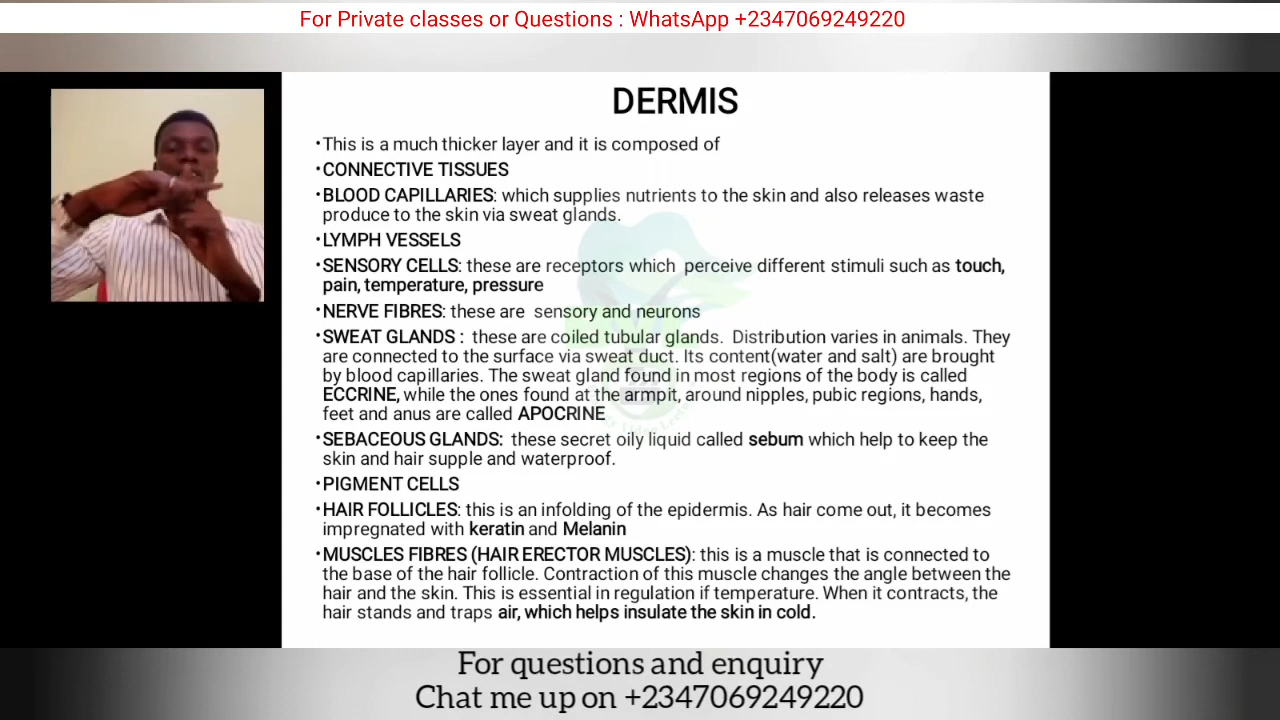 For Private classes or Questions : WhatsApp +2347069249220
DERMIS
•This is a much thicker layer and it is composed of
•CONNECTIVE TISSUES
•BLOOD CAPILLARIES: which supplies nutrients to the skin and also releases waste
produce to the skin via sweat glands.
•LYMPH VESSELS
•SENSORY CELLS: these are receptors which perceive different stimuli such as touch,
pain, temperature, pressure
•NERVE FIBRES: these are sensory and neurons
•SWEAT GLANDS : these are coiled tubular glands. Distribution varies in animals. They
are connected to the surface via sweat duct. Its content(water and salt) are brought
by blood capillaries. The sweat gland found in most regions of the body is called
ECCRINE, while the ones found at the armpit, around nipples, pubic regions, hands,
feet and anus are called APOCRINE
•SEBACEOUS GLANDS: these secret oily liquid called sebum which help to keep the
skin and hair supple and waterproof.
•PIGMENT CELLS
•HAIR FOLLICLES: this is an infolding of the epidermis. As hair come out, it becomes
impregnated with keratin and Melanin
•MUSCLES FIBRES (HAIR ERECTOR MUSCLES): this is a muscle that is connected to
the base of the hair follicle. Contraction of this muscle changes the angle between the
hair and the skin. This is essential in regulation if temperature. When it contracts, the
hair stands and traps air, which helps insulate the skin in cold.
For questions and enquiry
Chat me up on +2347069249220